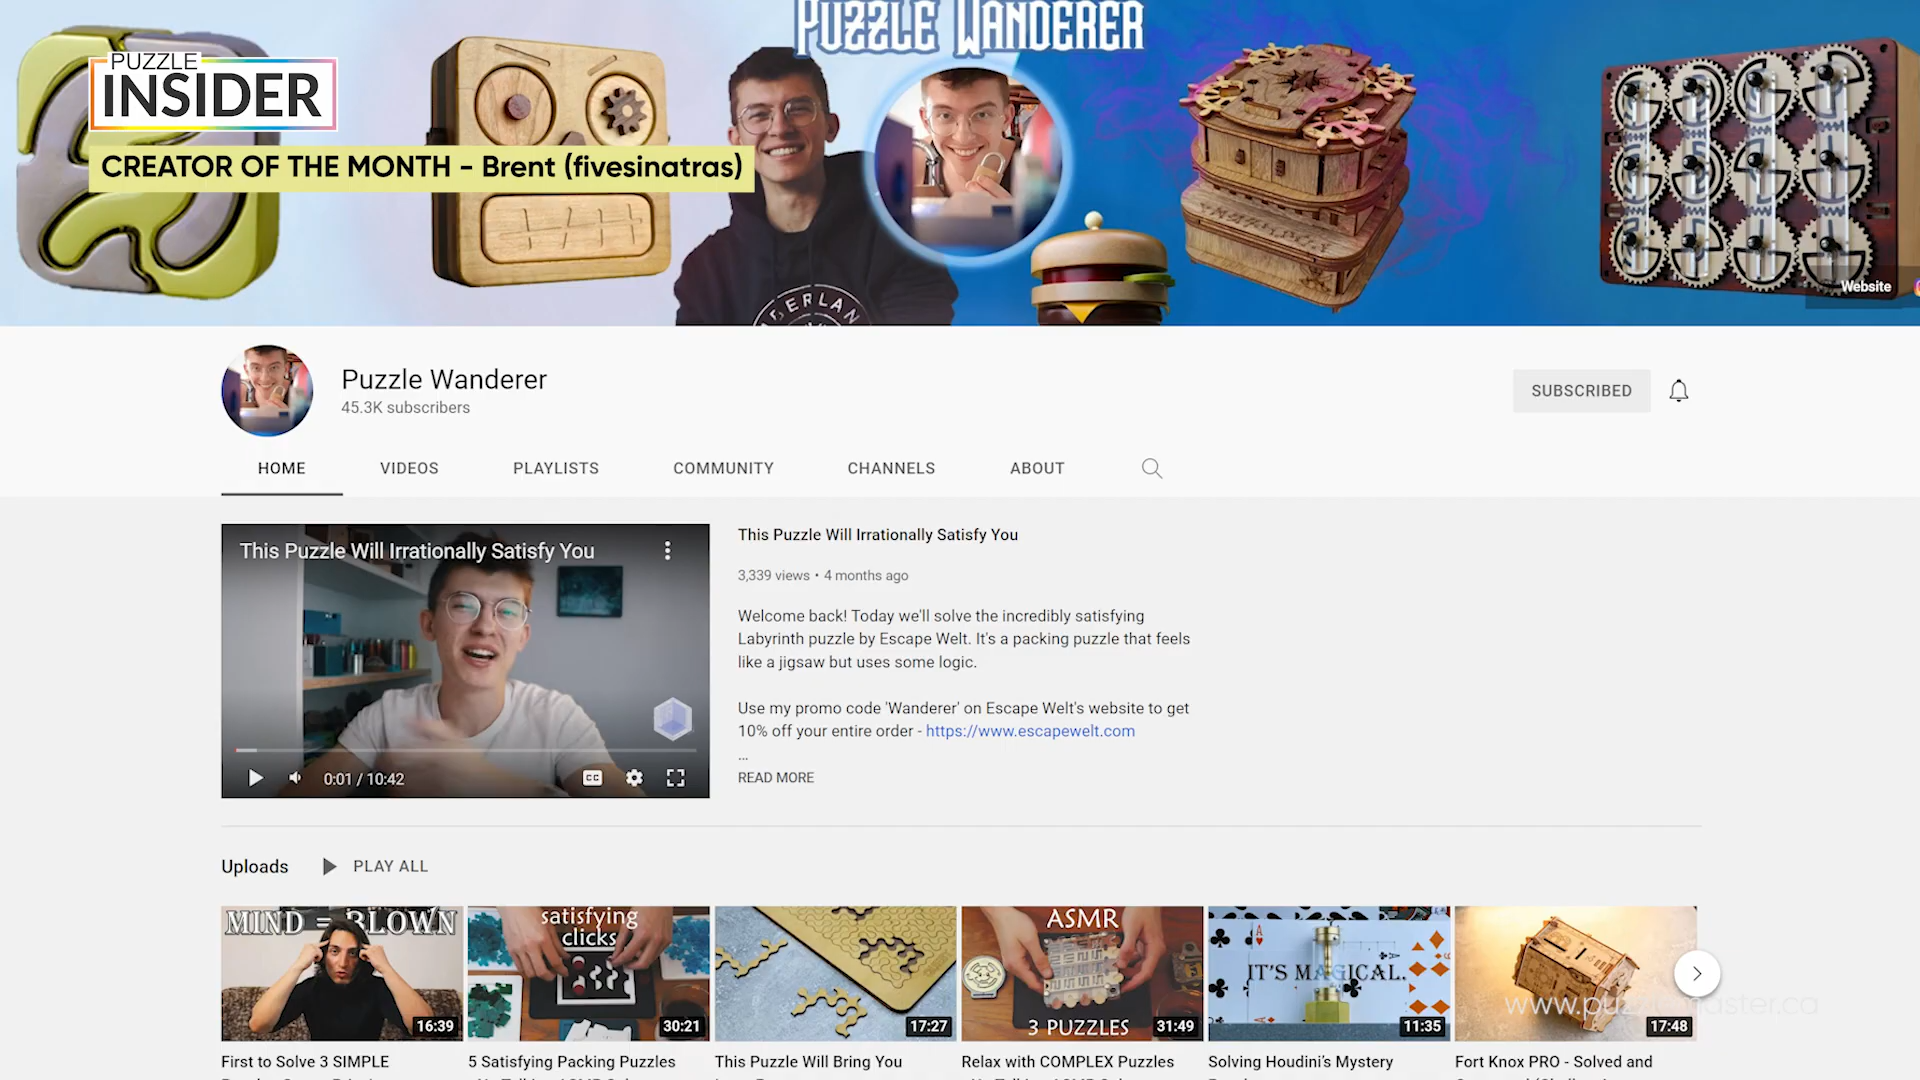 PUZZLE WANDERER
PUZZLE
INSIDER
CREATOR OF THE MONTH - Brent (fivesinatras)
Website
Puzzle Wanderer
45.3K subscribers
SUBSCRIBED
HOME
VIDEOS
PLAYLISTS
COMMUNITY
CHANNELS
ABOUT
This Puzzle Will Irrationally Satisfy You
0:01 / 10:42
CC
This Puzzle Will Irrationally Satisfy You
3,339 views • 4 months ago
Welcome back! Today we'll solve the incredibly satisfying
Labyrinth puzzle by Escape Welt. It's a packing puzzle that feels
like a jigsaw but uses some logic.
Use my promo code 'Wanderer' on Escape Welt's website to get
10% off your entire order - https://www.escapewelt.com
...
READ MORE
Uploads
PLAY ALL
MIND = BLOWN
16:39
satisfying
clicks
30:21
17:27
ASMR
3 PUZZLES
31:49
IT'S MAGICAL.
11:35
17:48
www.puzzlemaster.ca
First to Solve 3 SIMPLE
5 Satisfying Packing Puzzles
This Puzzle Will Bring You
Relax with COMPLEX Puzzles
Solving Houdini's Mystery
Fort Knox PRO - Solved and